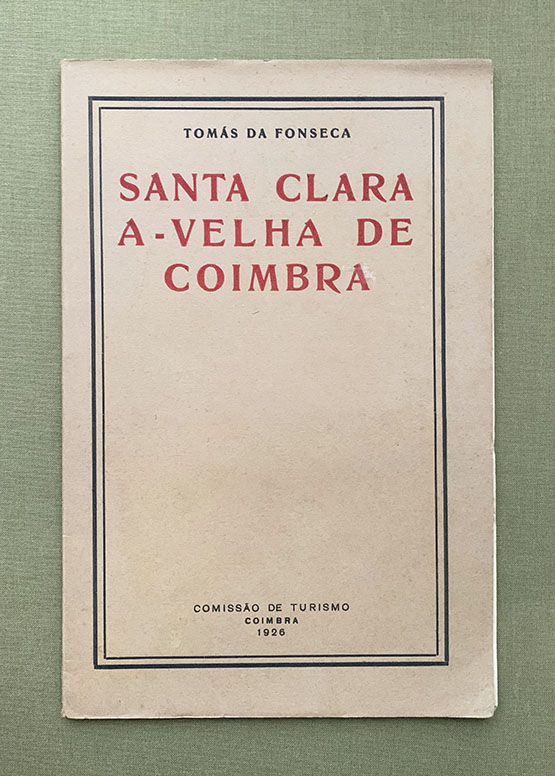 TOMÁS DA FONSECA
SANTA CLARA
A-VELHA DE
COIMBRA
COMISSÃO DE TURISMO
COIMBRA
1926